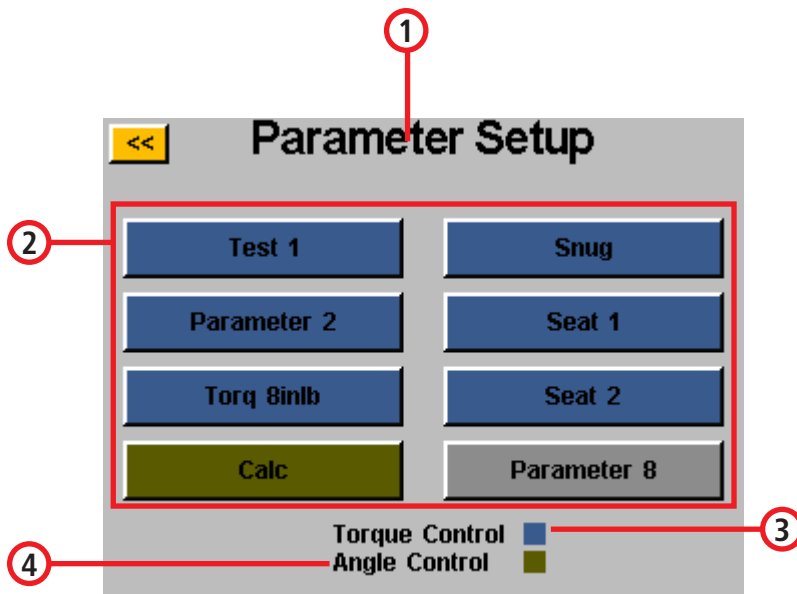 1
<< Parameter Setup
2
Test 1 Snug
Parameter 2 Seat 1
Torq 8inlb Seat 2
Calc Parameter 8
Torque Control 3
4 Angle Control